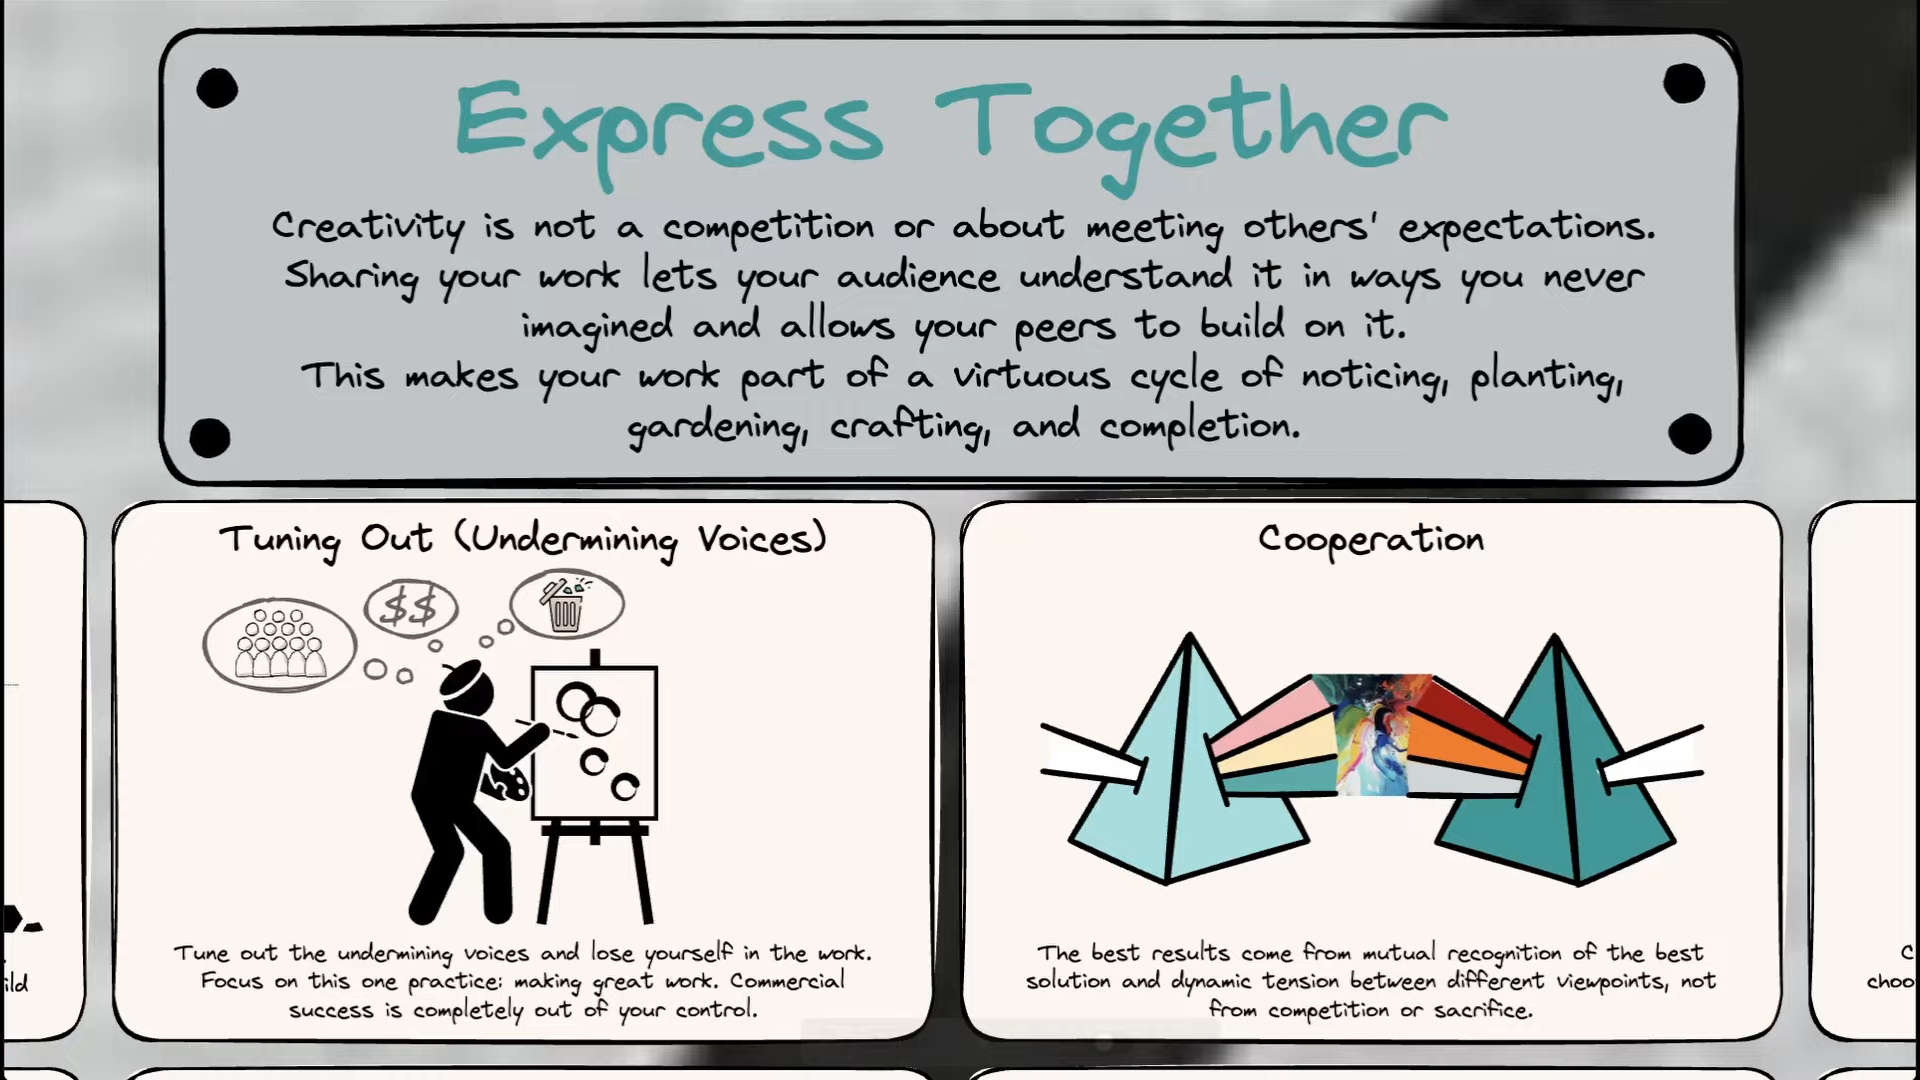 Express Together
Creativity is not a competition or about meeting others' expectations.
Sharing your work lets your audience understand it in ways you never
imagined and allows your peers to build on it.
This makes your work part of a virtuous cycle of noticing, planting,
gardening, crafting, and completion.
Tuning Out (Undermining Voices)
$$
Tune out the undermining voices and lose yourself in the work.
Focus on this one practice: making great work. Commercial
success is completely out of your control.
Cooperation
The best results come from mutual recognition of the best
solution and dynamic tension between different viewpoints, not
from competition or sacrifice.